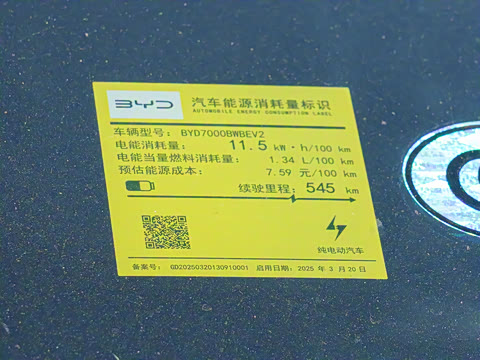 BYD 汽车能源消耗量标识
AUTOMOBILE ENERGY CONSUMPTION LABEL
车辆型号： BYD7000BWBEV2
电能消耗量： 11.5 kW·h/100 km
电能当量燃料消耗量： 1.34 L/100 km
预估能源成本： 7.59 元/100 km
续驶里程：545 km
纯电动汽车
备案号： GD20250320130910001 启用日期：2025 年 3 月 20 日